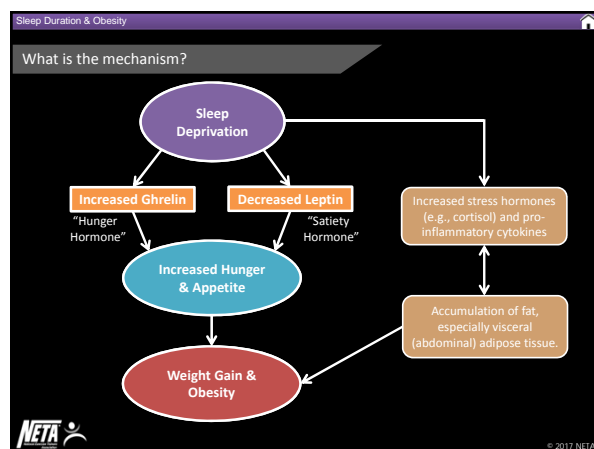 Sleep Duration & Obesity
What is the mechanism?
Sleep
Deprivation
Increased Ghrelin
Decreased Leptin
"Hunger
Hormone"
"Satiety
Hormone"
Increased Hunger
& Appetite
Weight Gain &
Obesity
Increased stress hormones
(e.g., cortisol) and pro-
inflammatory cytokines
Accumulation of fat,
especially visceral
(abdominal) adipose tissue.
NETA
© 2017 NETA